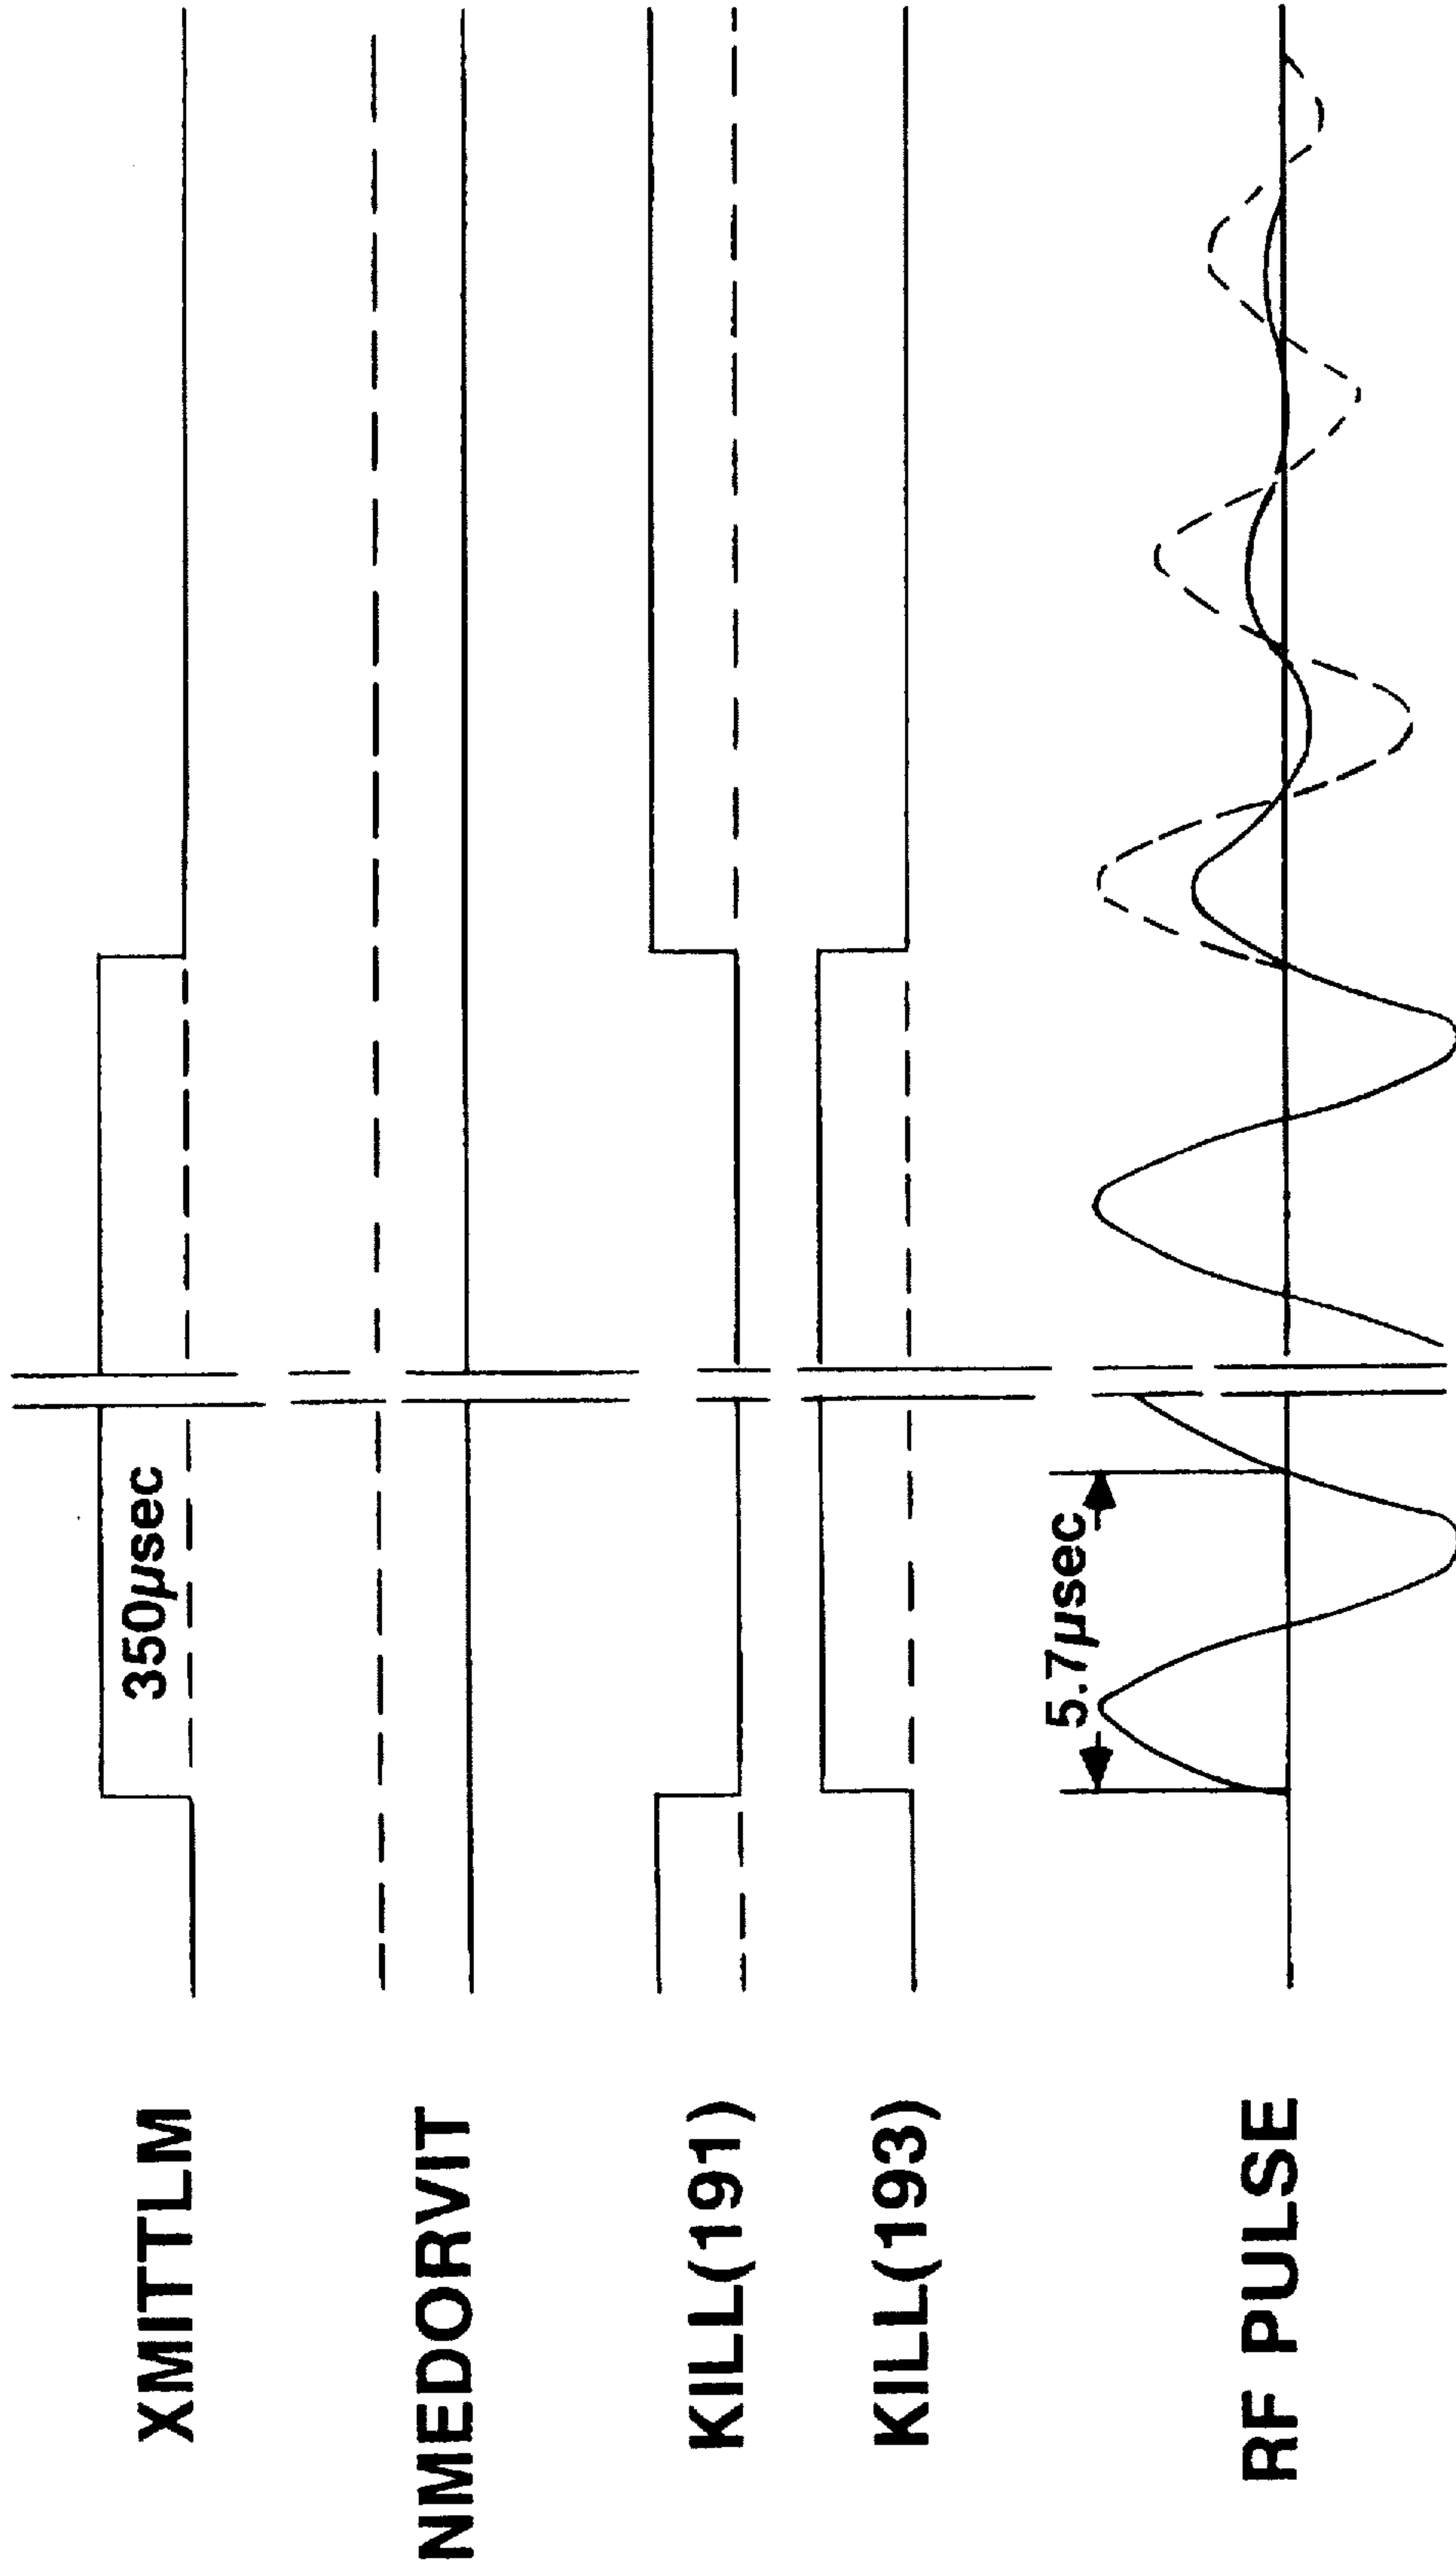 XMITTLM
350μsec
NMEDORVIT
KILL(191)
KILL(193)
5.7μsec
RF PULSE